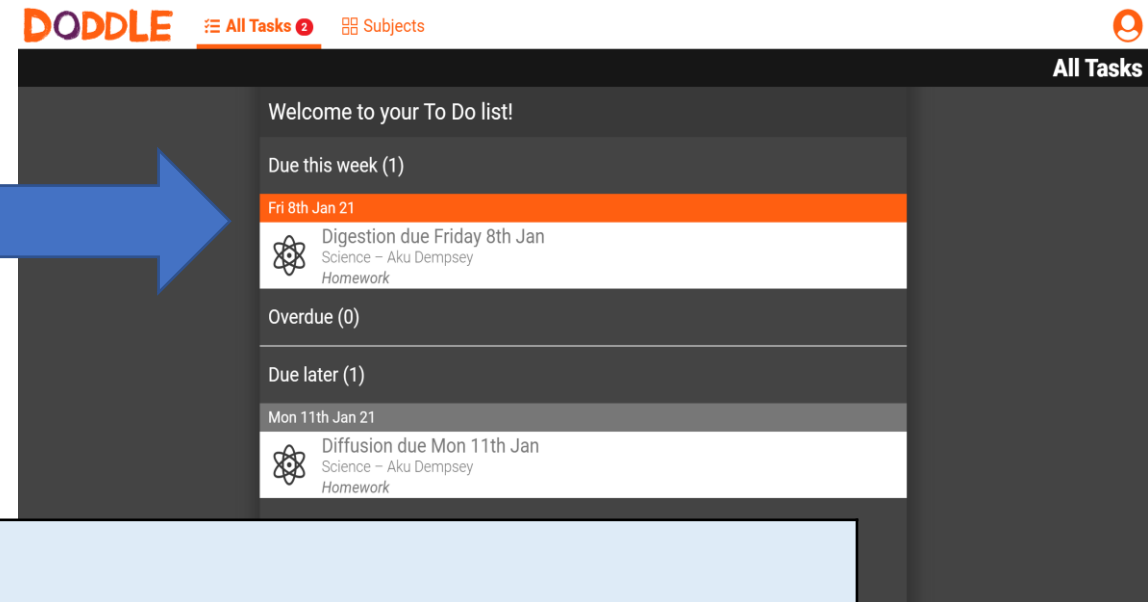 DODDLE All Tasks 2 Subjects
All Tasks
Welcome to your To Do list!
Due this week (1)
Fri 8th Jan 21
Digestion due Friday 8th Jan
Science – Aku Dempsey
Homework
Overdue (0)
Due later (1)
Mon 11th Jan 21
Diffusion due Mon 11th Jan
Science – Aku Dempsey
Homework